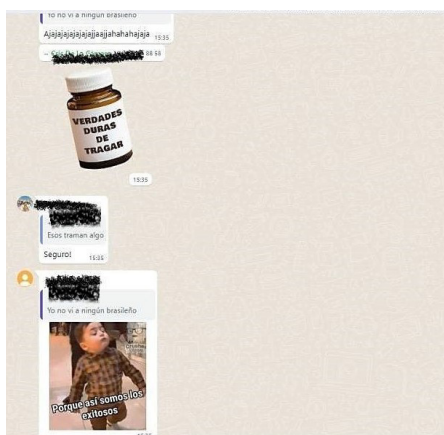 Yo no vi a ningún brasileño
Ajajajajajajajjaajjahahahajaja 15:35
VERDADES
DURAS
DE
TRAGAR
15:35
Esos traman algo
Seguro! 15:35
Yo no vi a ningún brasileño
Porque así somos los
exitosos